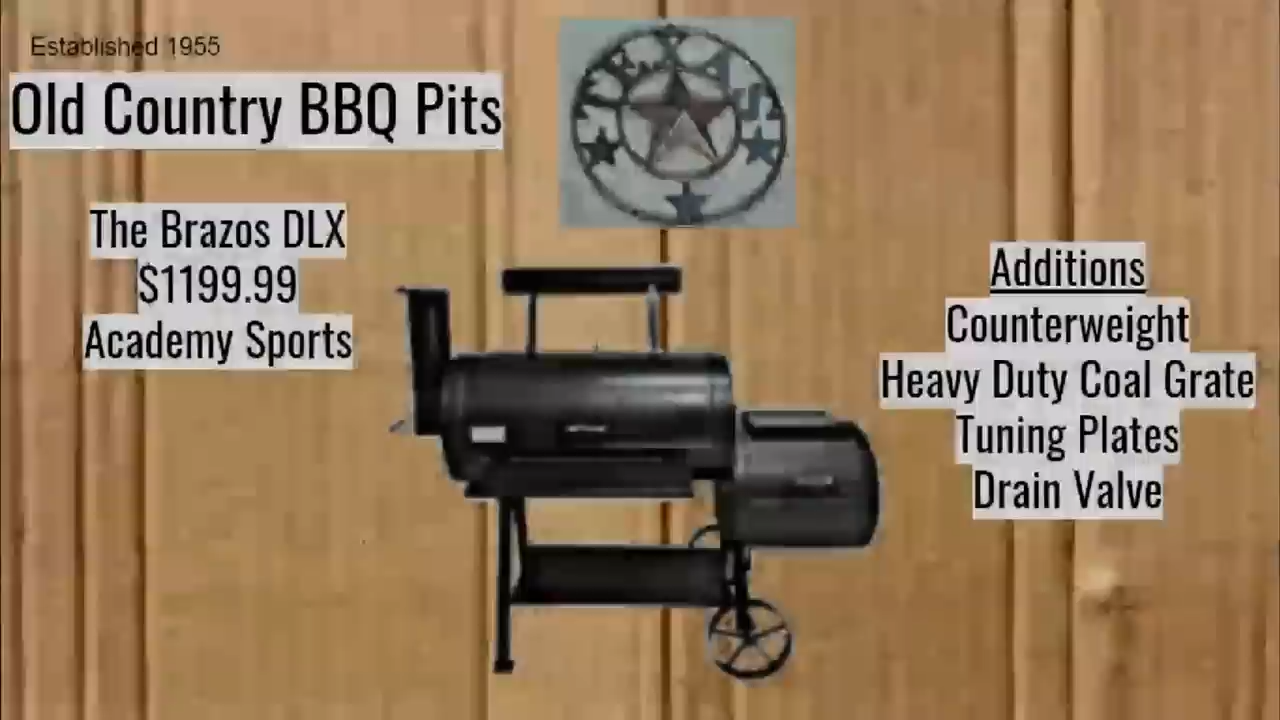 Established 1955
Old Country BBQ Pits
The Brazos DLX
$1199.99
Academy Sports
Additions
Counterweight
Heavy Duty Coal Grate
Tuning Plates
Drain Valve